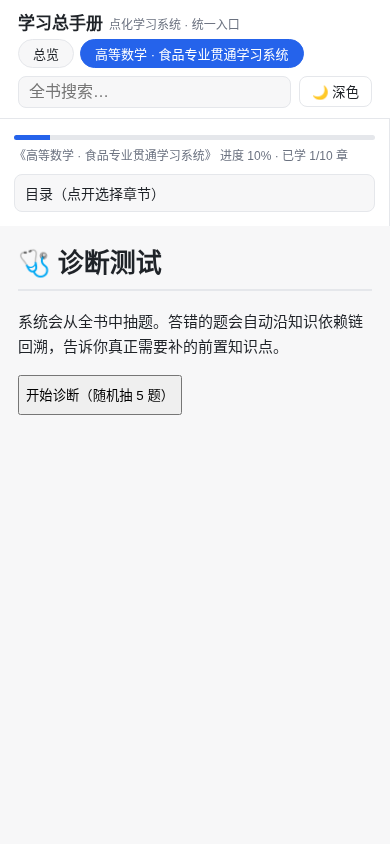 学习总手册 点化学习系统 · 统一入口
总览 高等数学 · 食品专业贯通学习系统
全书搜索… 🌙 深色
《高等数学 · 食品专业贯通学习系统》 进度 10% · 已学 1/10 章
目录（点开选择章节）
🩺 诊断测试
系统会从全书中抽题。答错的题会自动沿知识依赖链
回溯，告诉你真正需要补的前置知识点。
开始诊断（随机抽 5 题）